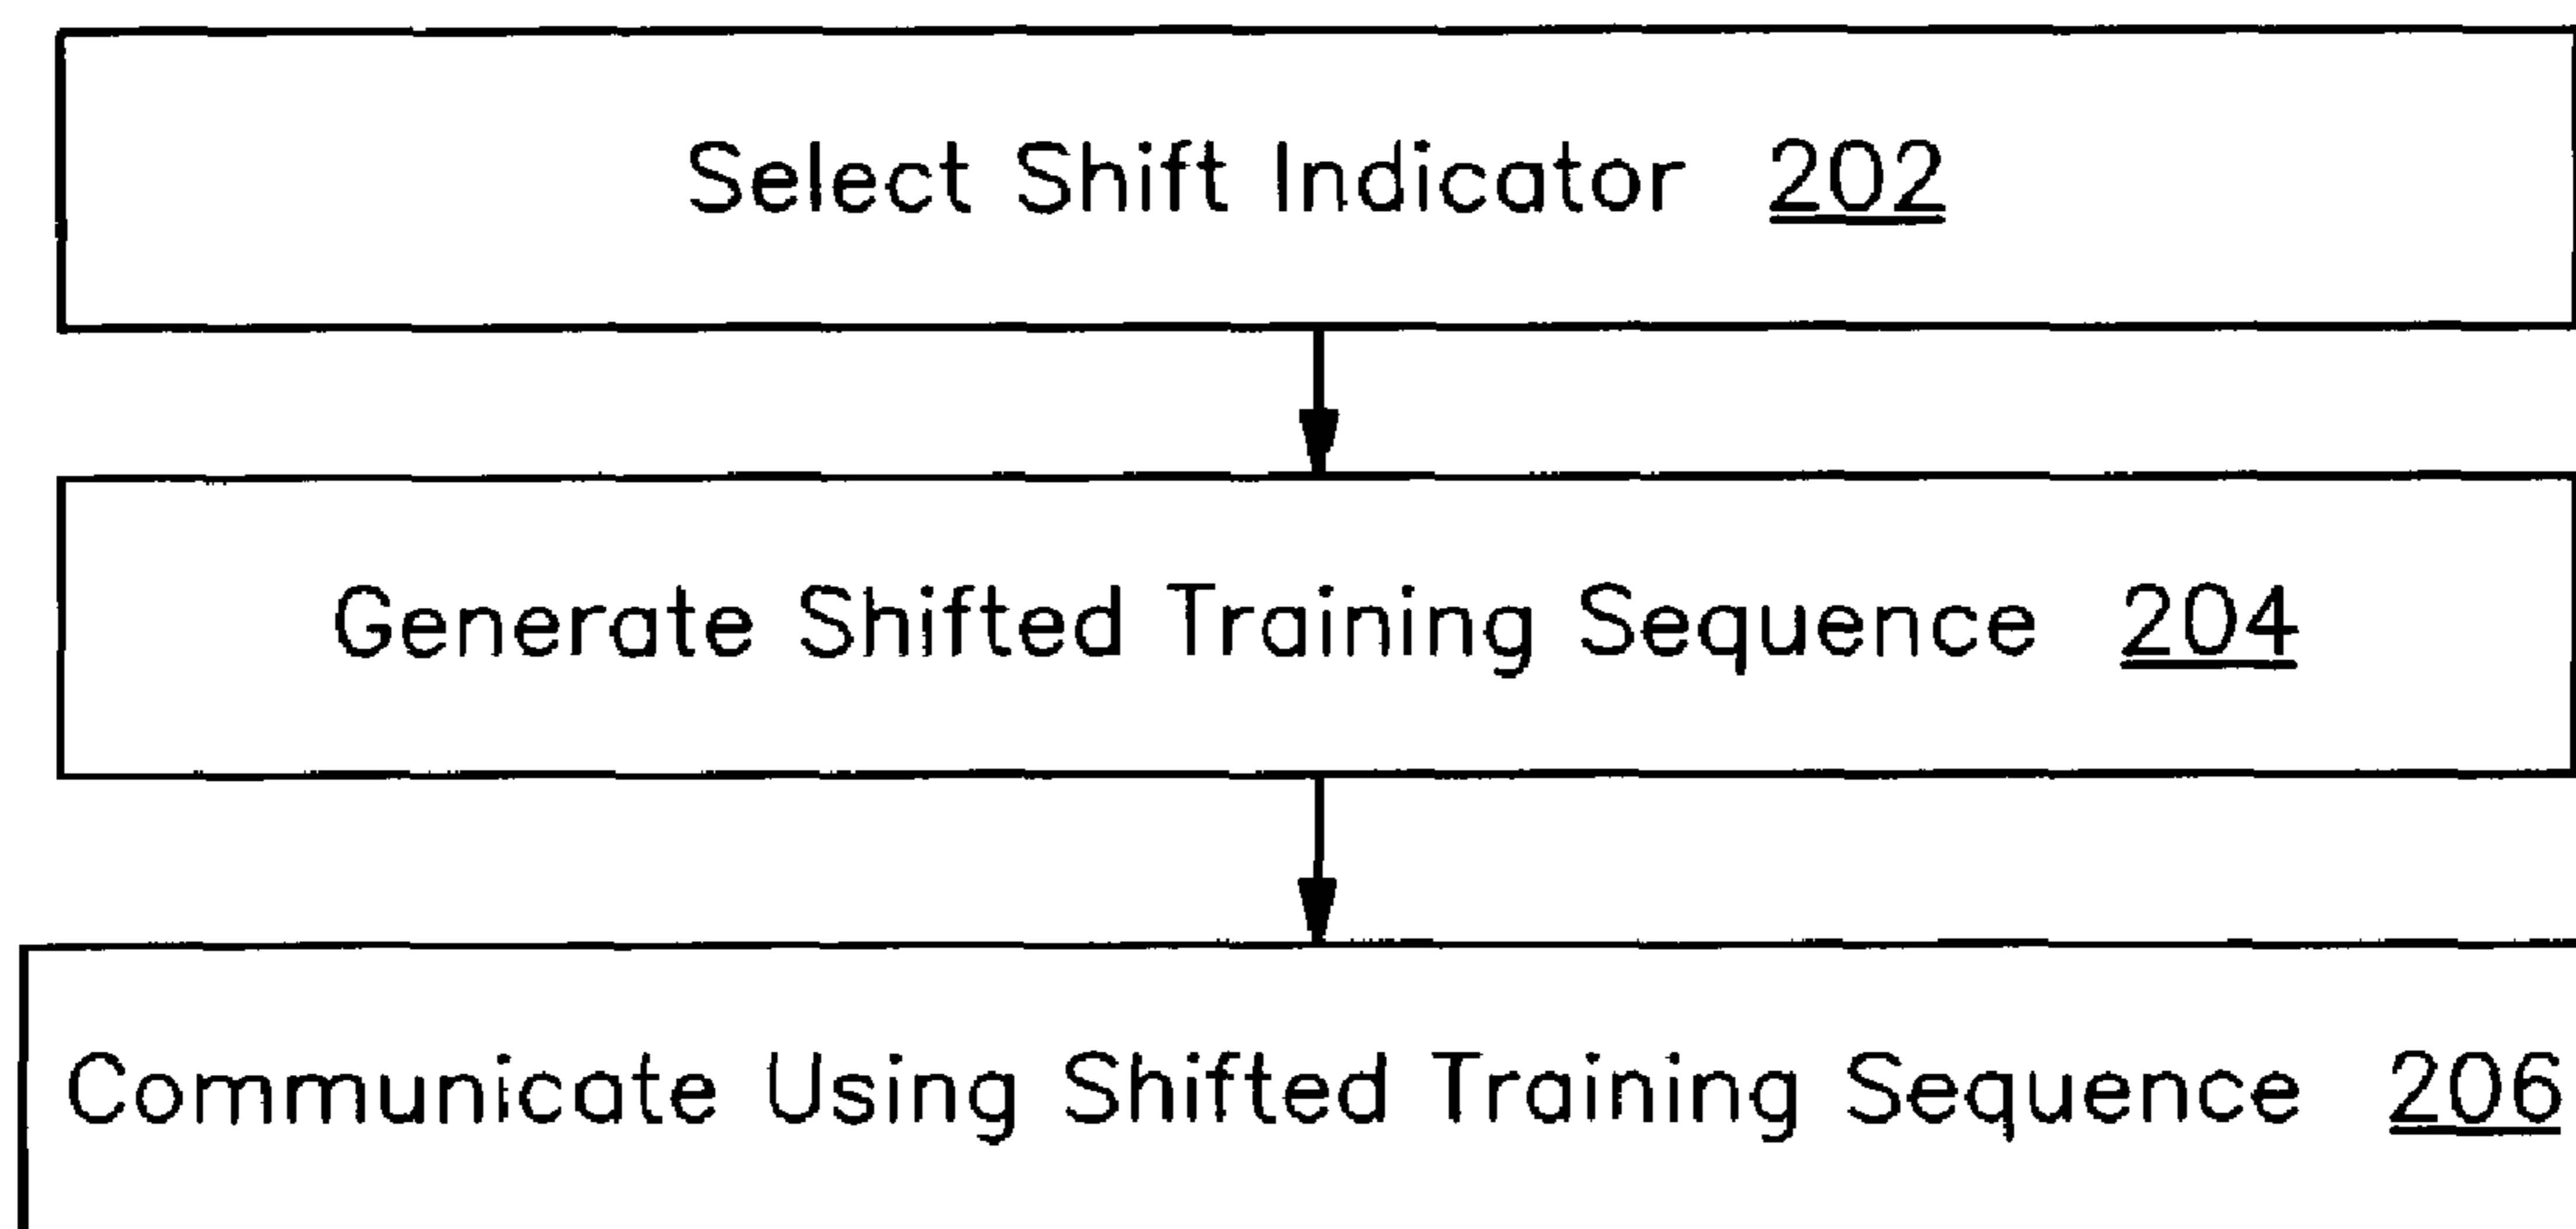 Select Shift Indicator 202
Generate Shifted Training Sequence 204
Communicate Using Shifted Training Sequence 206